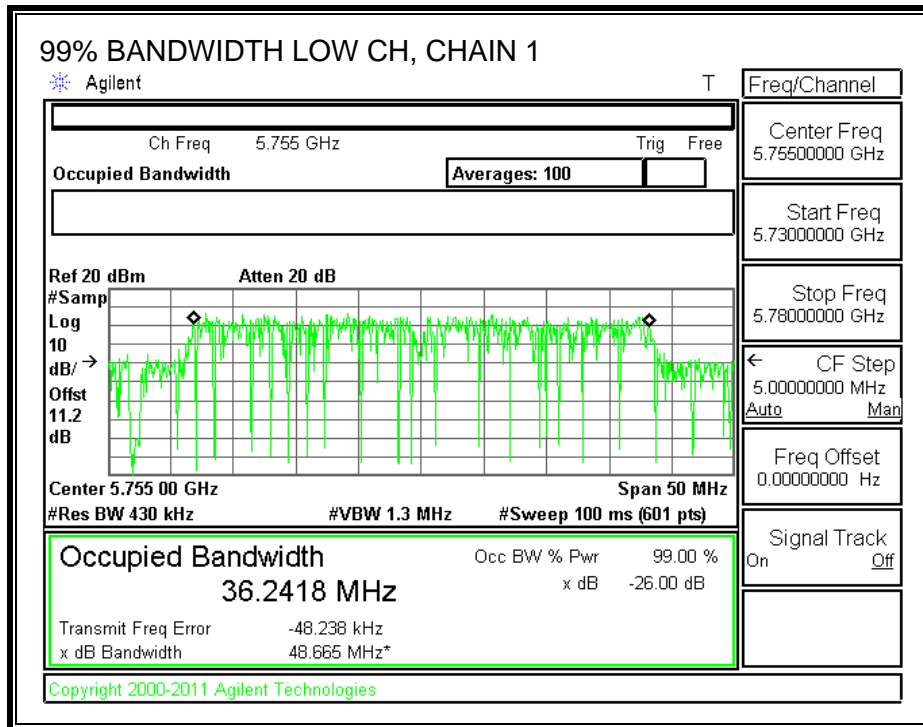 99% BANDWIDTH LOW CH, CHAIN 1
Agilent T
Freq/Channel
Ch Freq 5.755 GHz Trig Free
Occupied Bandwidth Averages: 100
Center Freq
5.75500000 GHz
Start Freq
5.73000000 GHz
Stop Freq
5.78000000 GHz
CF Step
5.00000000 MHz
Auto Man
Freq Offset
0.00000000 Hz
Signal Track
On Off
Ref 20 dBm Atten 20 dB
#Samp
Log
10
dB/
Offst
11.2
dB
Center 5.755 00 GHz Span 50 MHz
#Res BW 430 kHz #VBW 1.3 MHz #Sweep 100 ms (601 pts)
Occupied Bandwidth Occ BW % Pwr 99.00 %
36.2418 MHz x dB -26.00 dB
Transmit Freq Error -48.238 kHz
x dB Bandwidth 48.665 MHz*
Copyright 2000-2011 Agilent Technologies